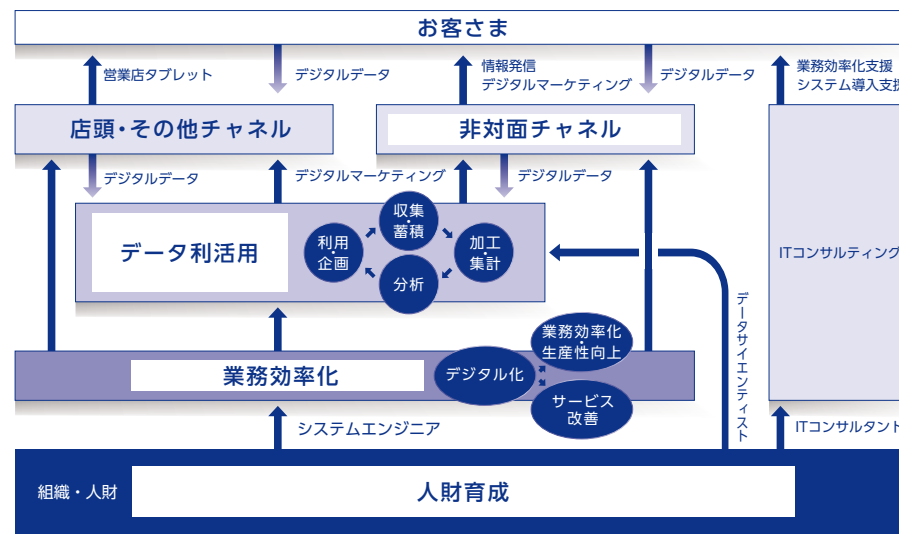 お客さま
営業店タブレット
デジタルデータ
情報発信
デジタルマーケティング
デジタルデータ
業務効率化支援
システム導入支援
店頭・その他チャネル
非対面チャネル
デジタルデータ
デジタルマーケティング
デジタルデータ
データ利活用
収集・
蓄積
利用・
企画
加工・
集計
分析
ITコンサルティング
データサイエンティスト
業務効率化
デジタル化
業務効率化・
生産性向上
サービス
改善
システムエンジニア
ITコンサルタント
組織・人財
人財育成